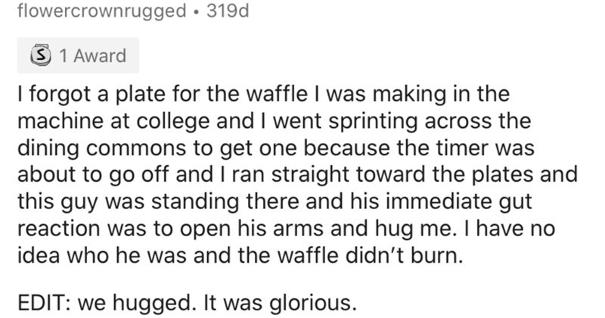 flowercrownrugged • 319d
S 1 Award
I forgot a plate for the waffle I was making in the
machine at college and I went sprinting across the
dining commons to get one because the timer was
about to go off and I ran straight toward the plates and
this guy was standing there and his immediate gut
reaction was to open his arms and hug me. I have no
idea who he was and the waffle didn’t burn.
EDIT: we hugged. It was glorious.